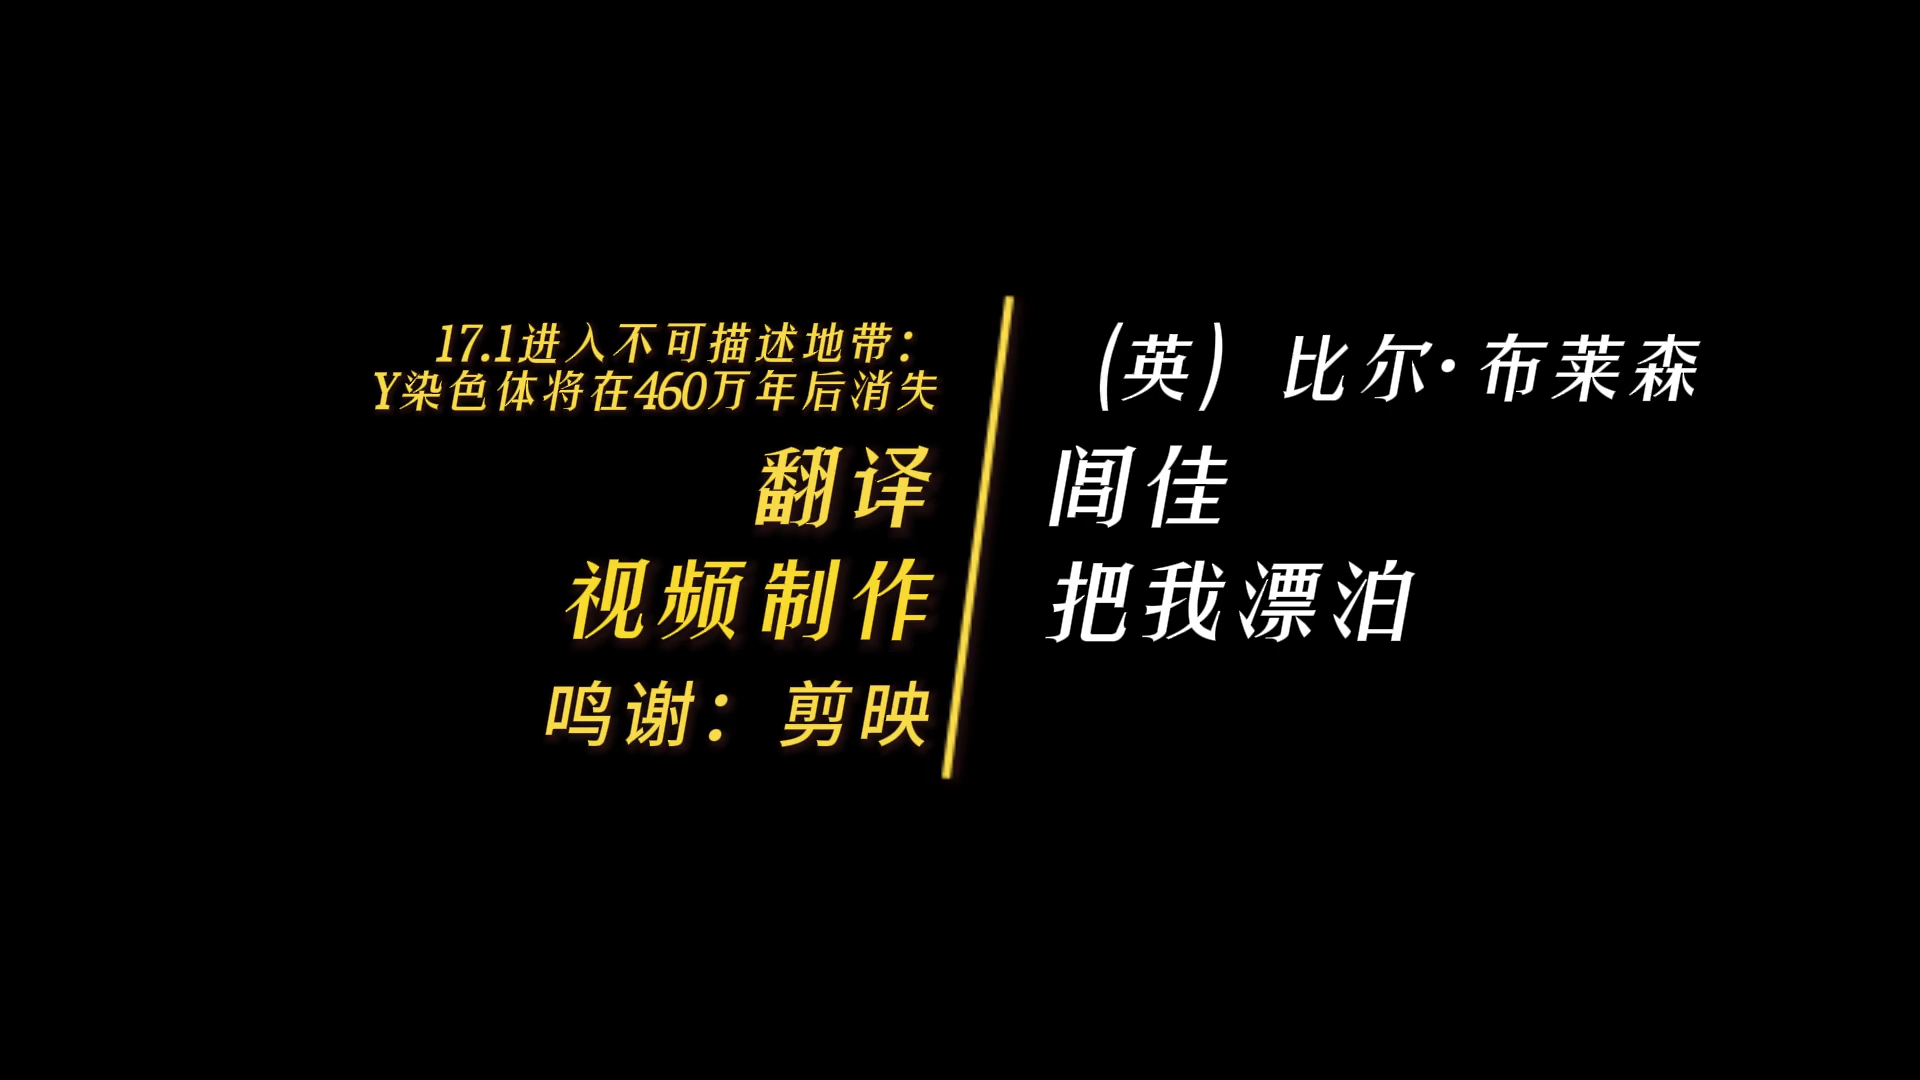 17.1进入不可描述地带：
Y染色体将在460万年后消失
（英） 比尔·布莱森
翻译
闾佳
视频制作
把我漂泊
鸣谢：剪映